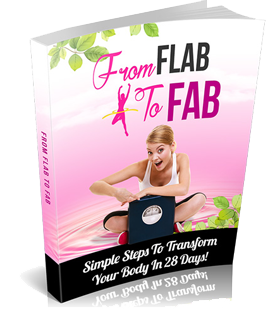 From FLAB
To FAB
Simple Steps To Transform
Your Body In 28 Days!
FROM FLAB TO FAB